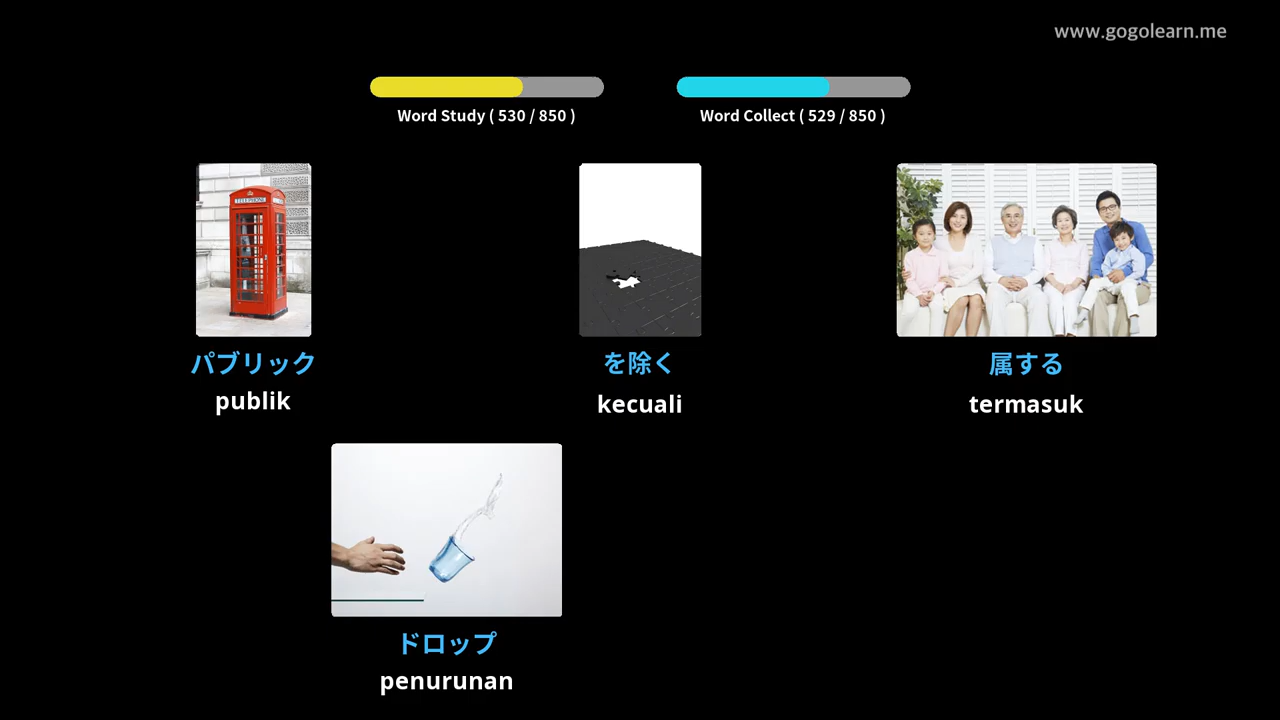 www.gogolearn.me
Word Study ( 530 / 850 )
Word Collect ( 529 / 850 )
TELEPHONE
パブリック
publik
を除く
kecuali
属する
termasuk
ドロップ
penurunan